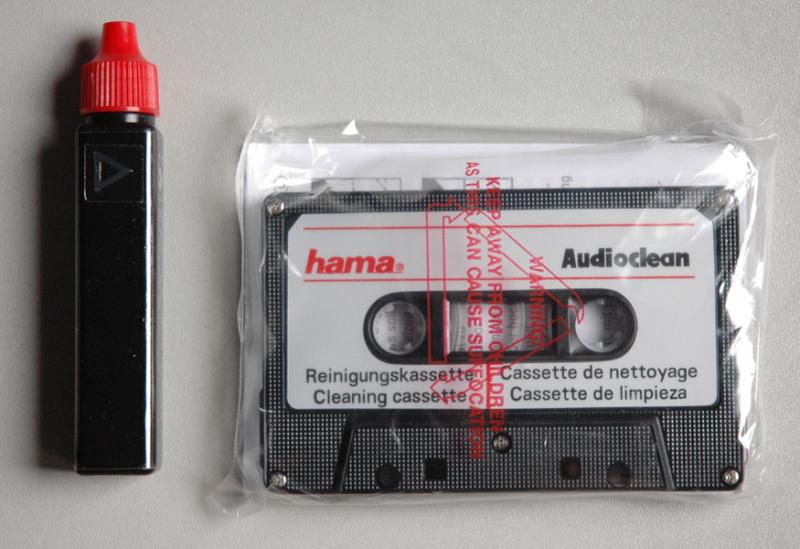 hama®
Audioclean
Reinigungskassette
Cleaning cassette
Cassette de nettoyage
Cassette de limpieza
WARNING!
KEEP AWAY FROM CHILDREN
AS THIS CAN CAUSE SUFFOCATION